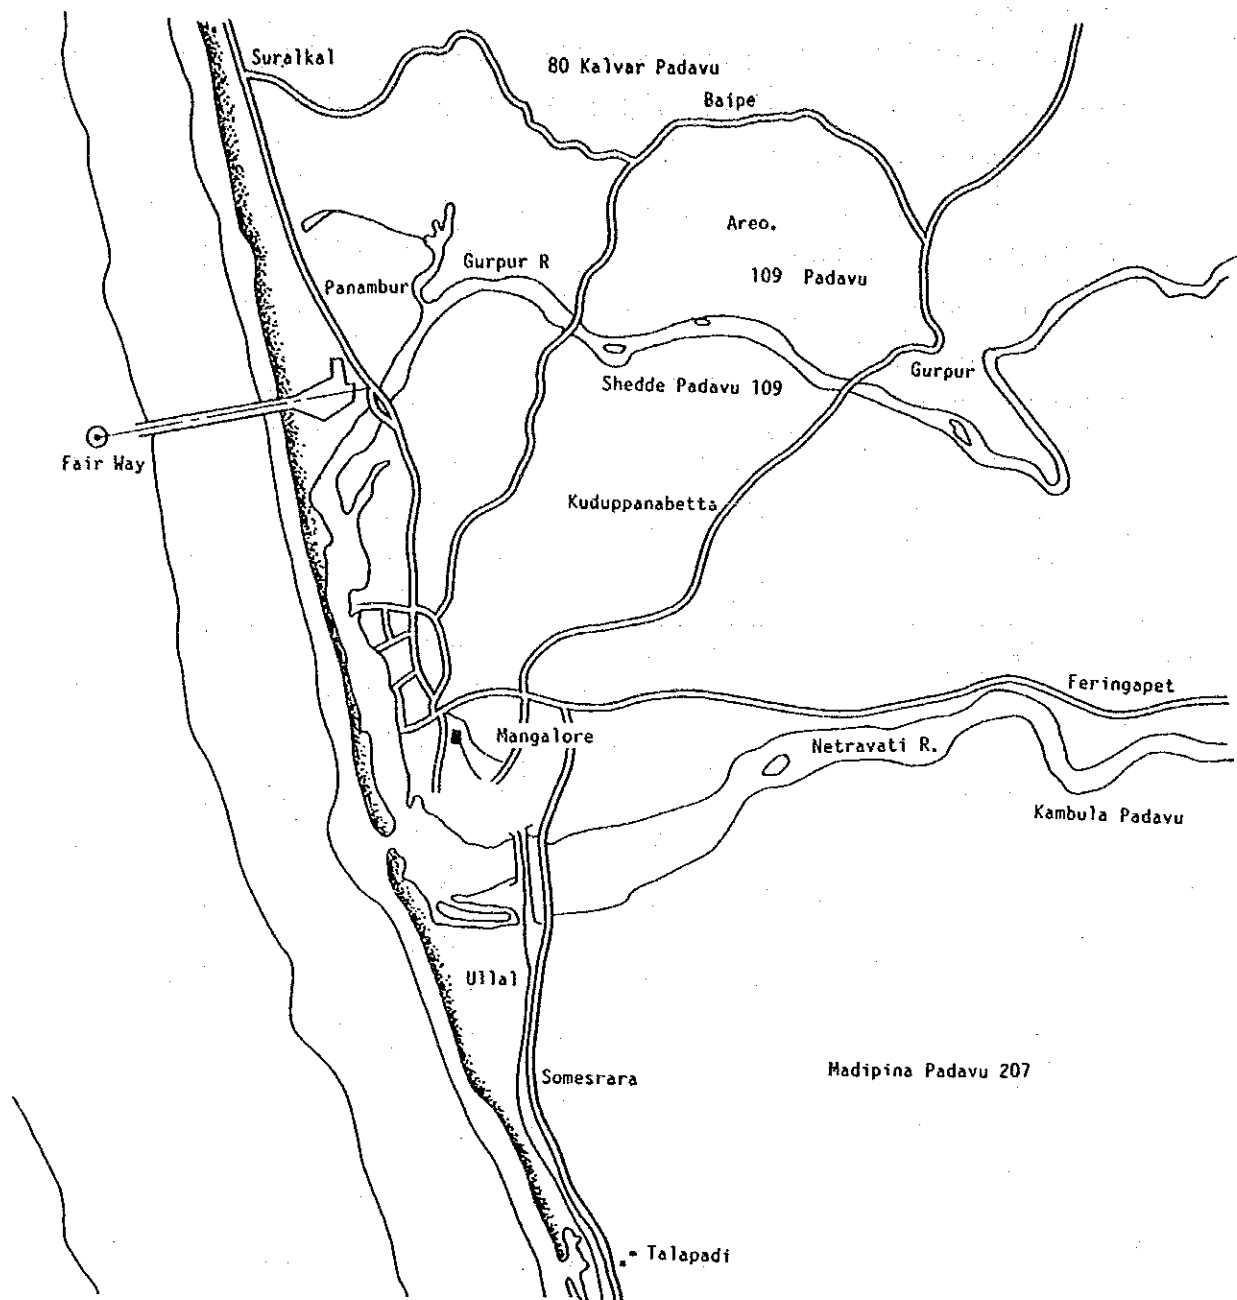 Suralkal
80 Kalvar Padavu
Baipe
Areo.
Gurpur R
109 Padavu
Panambur
Gurpur
Shedde Padavu 109
Fair Way
Kuduppanabetta
Feringapet
Mangalore
Netravati R.
Kambula Padavu
Ullal
Somesrara
Madipina Padavu 207
Talapadi